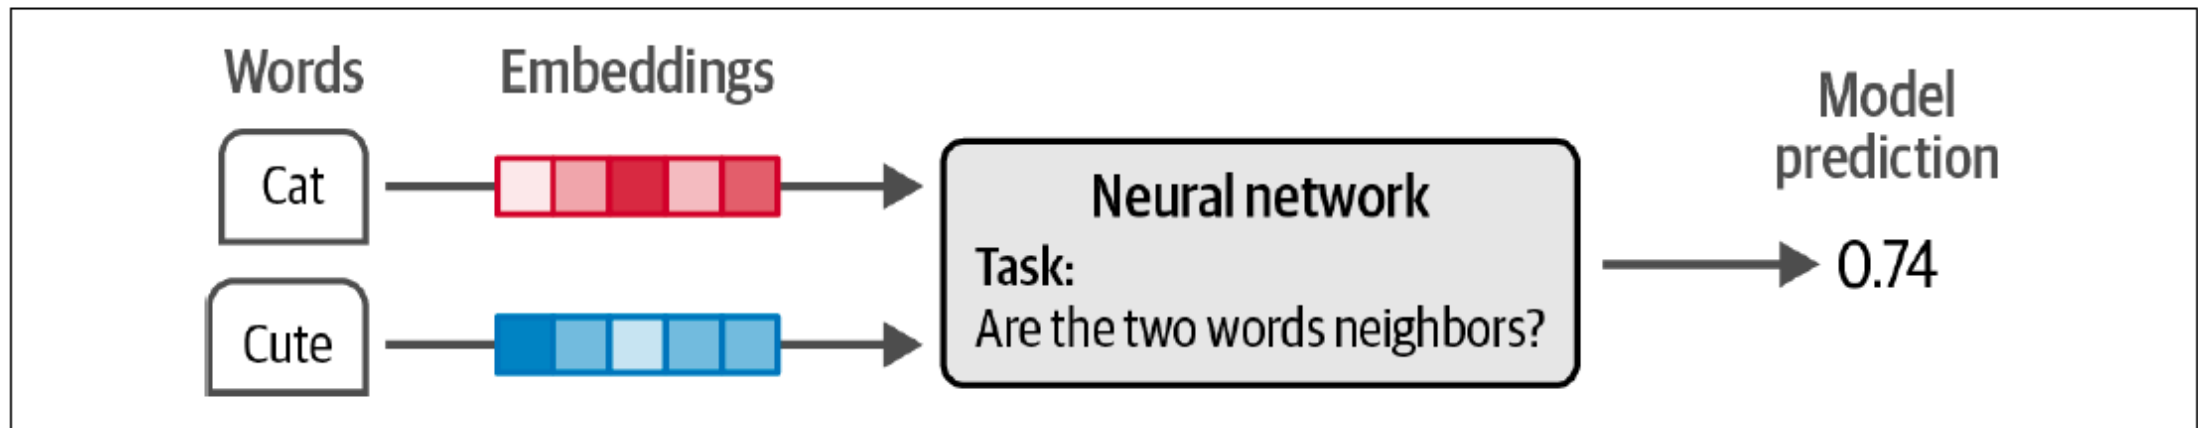 Words
Embeddings
Model
prediction
Cat
Cute
Neural network
Task:
Are the two words neighbors?
0.74